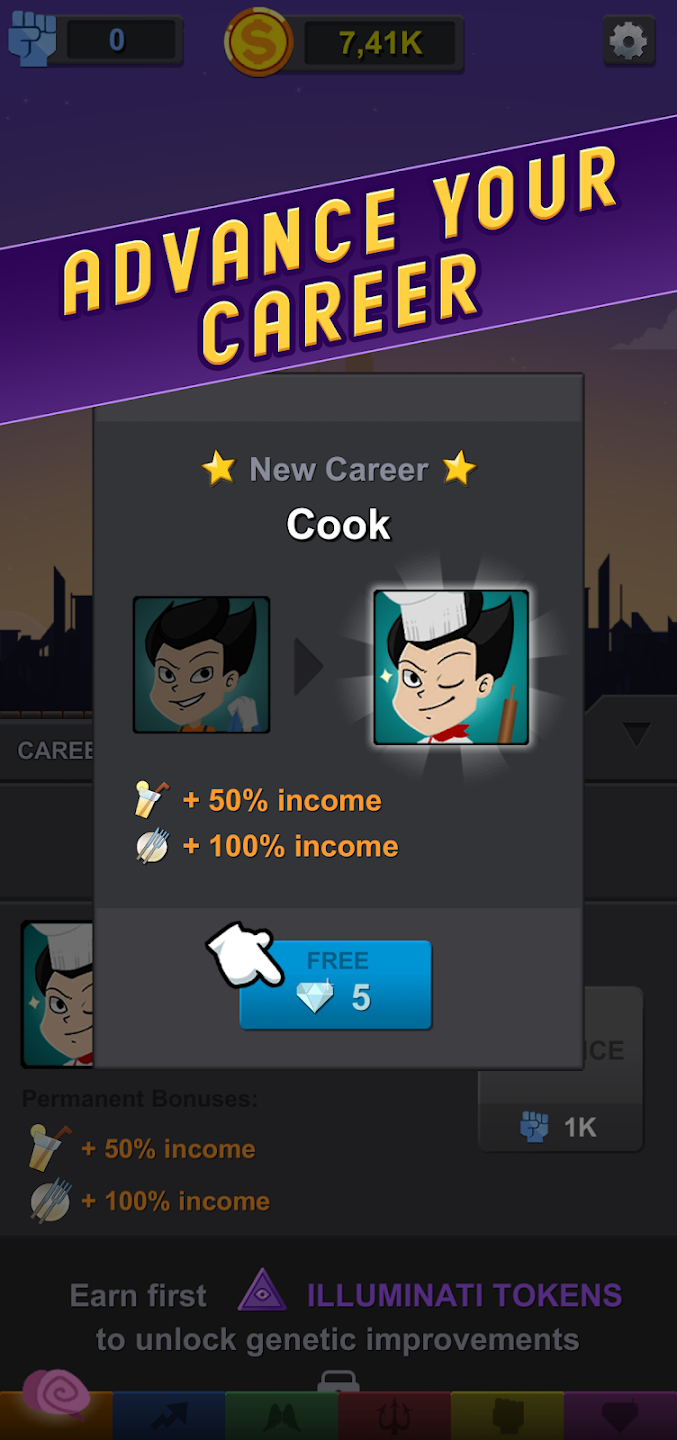 0
7,41K
ADVANCE YOUR
CAREER
New Career
Cook
CAREE
+ 50% income
+ 100% income
FREE
5
ICE
Permanent Bonuses:
1K
+ 50% income
+ 100% income
Earn first ILLUMINATI TOKENS
to unlock genetic improvements